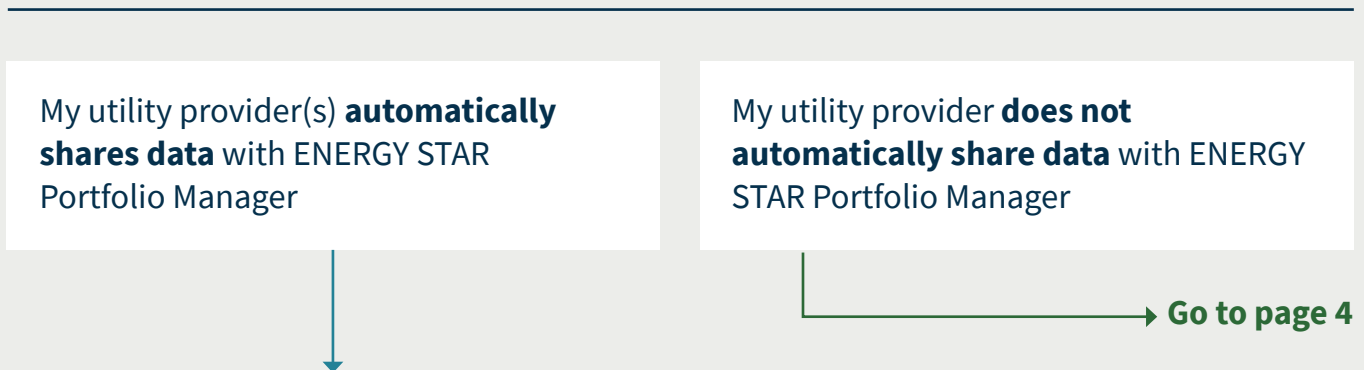 My utility provider(s) automatically
shares data with ENERGY STAR
Portfolio Manager
My utility provider does not
automatically share data with ENERGY
STAR Portfolio Manager
Go to page 4